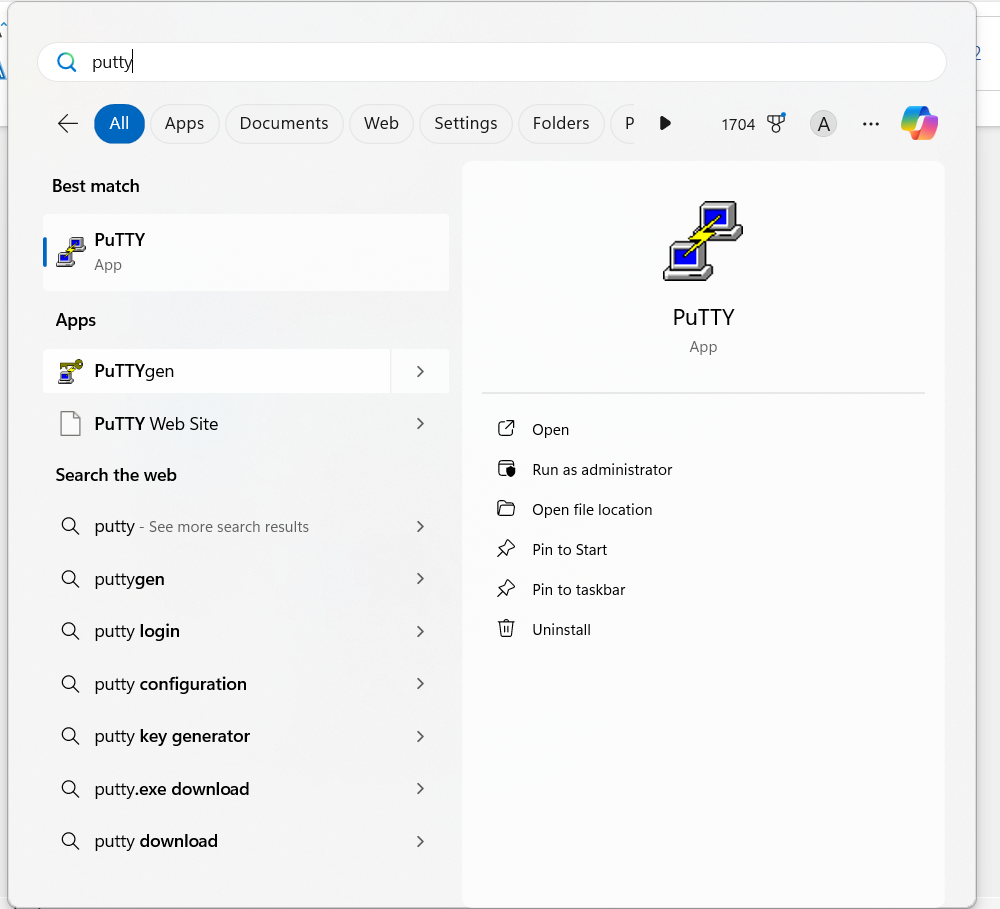 putty
All Apps Documents Web Settings Folders P 1704 A ...
Best match
PuTTY
App
Apps
PuTTYgen
PuTTY Web Site
Search the web
putty - See more search results
puttygen
putty login
putty configuration
putty key generator
putty.exe download
putty download
PuTTY
App
Open
Run as administrator
Open file location
Pin to Start
Pin to taskbar
Uninstall